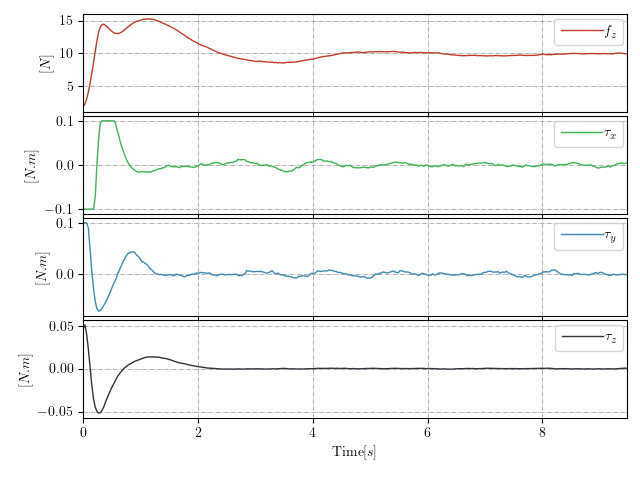 15
10
5
[N]
f_z
0.1
0.0
−0.1
[N.m]
τ_x
0.1
0.0
[N.m]
τ_y
0.05
0.00
−0.05
[N.m]
τ_z
0 2 4 6 8
Time[s]